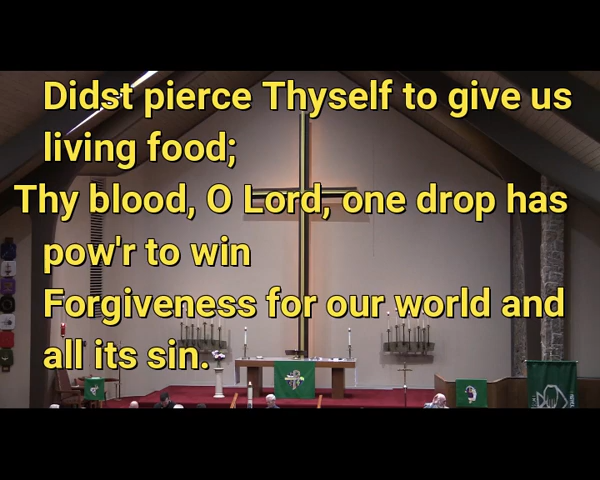 Didst pierce Thyself to give us
living food;
Thy blood, O Lord, one drop has
pow'r to win
Forgiveness for our world and
all its sin.